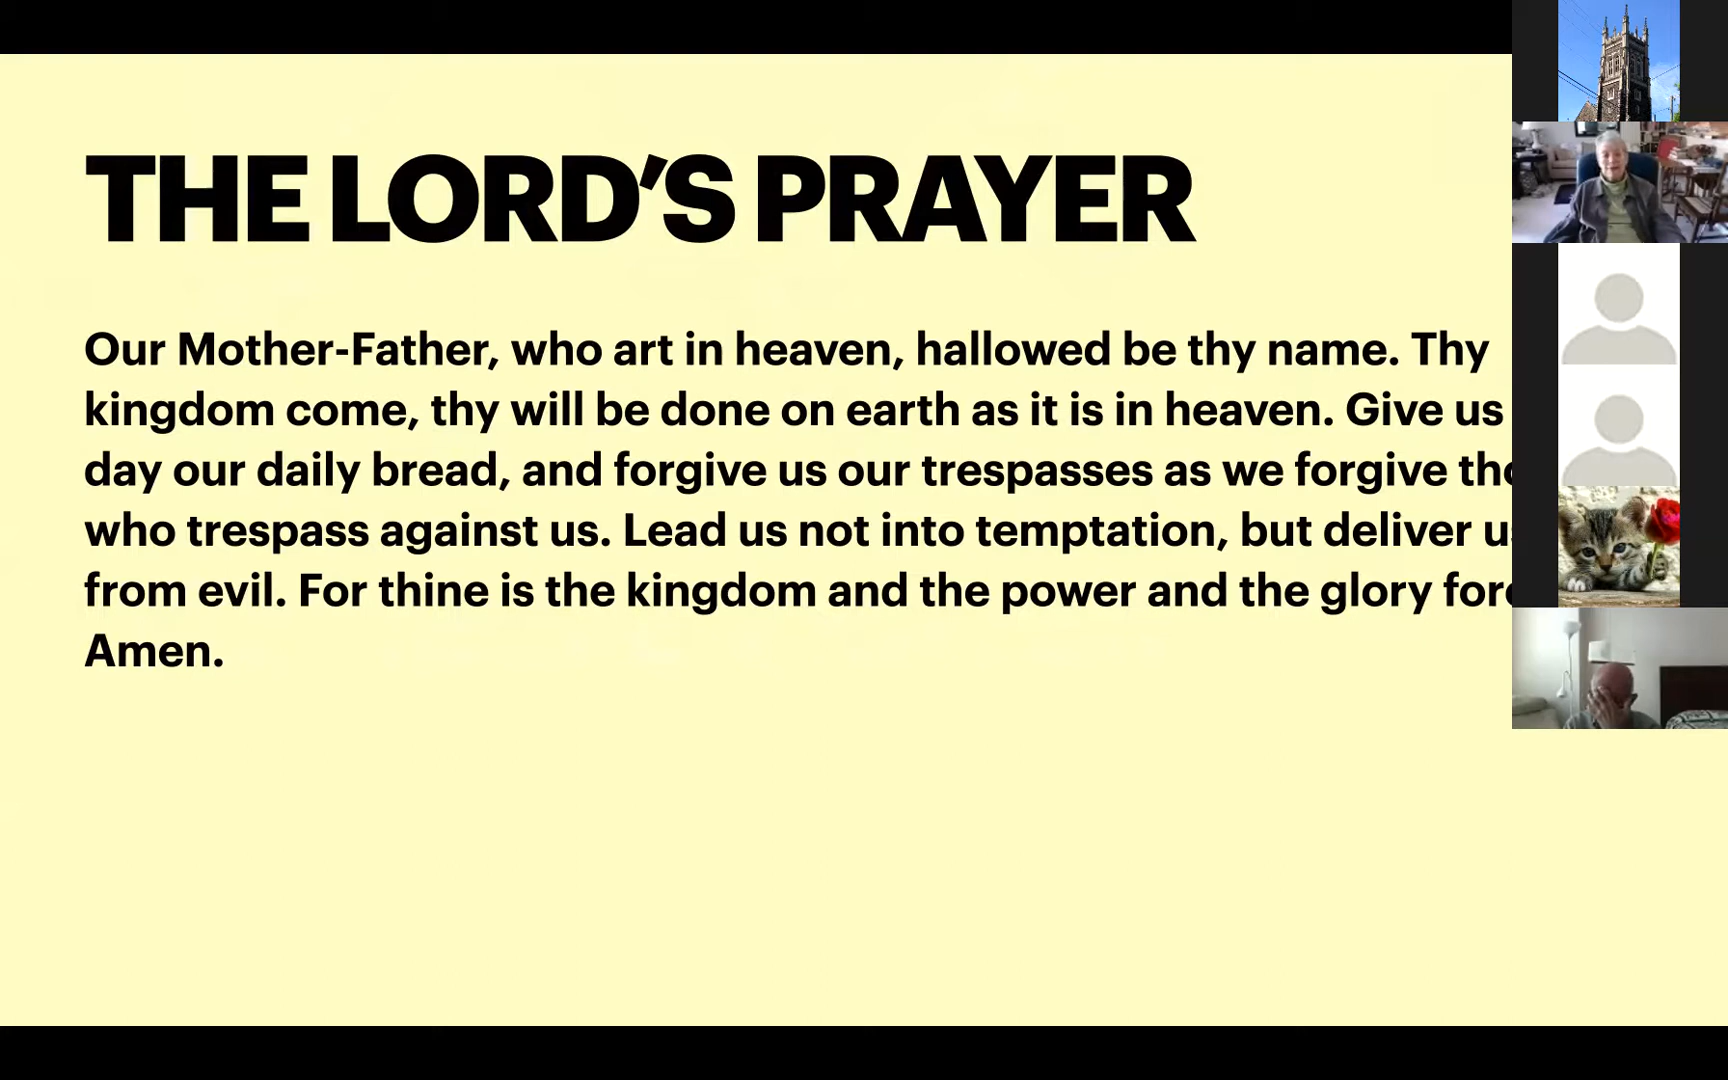 THE LORD’S PRAYER
Our Mother-Father, who art in heaven, hallowed be thy name. Thy
kingdom come, thy will be done on earth as it is in heaven. Give us
day our daily bread, and forgive us our trespasses as we forgive
who trespass against us. Lead us not into temptation, but deliver
from evil. For thine is the kingdom and the power and the glory
Amen.